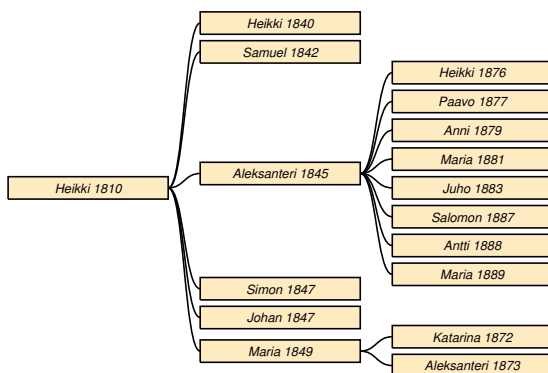 Heikki 1840
Samuel 1842
Heikki 1876
Paavo 1877
Anni 1879
Maria 1881
Aleksanteri 1845
Heikki 1810
Juho 1883
Salomon 1887
Antti 1888
Maria 1889
Simon 1847
Johan 1847
Katarina 1872
Maria 1849
Aleksanteri 1873